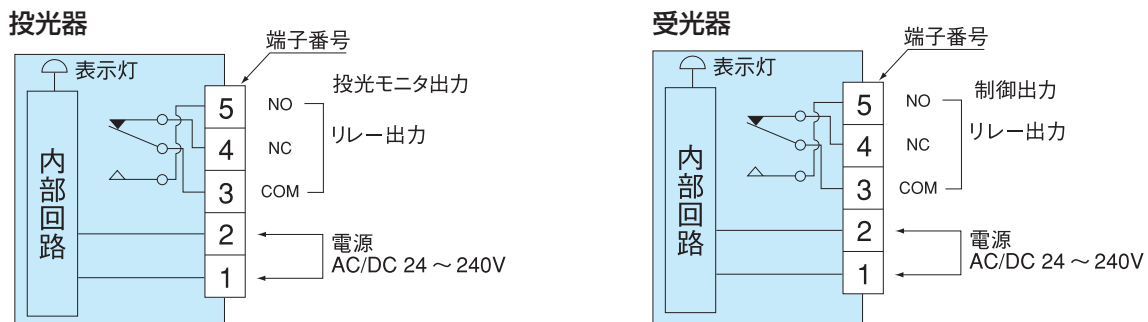 投光器
端子番号
表示灯
投光モニタ出力
5 NO
リレー出力
4 NC
3 COM
内部回路
2
電源
AC/DC 24 ~ 240V
1
受光器
端子番号
表示灯
制御出力
5 NO
リレー出力
4 NC
3 COM
内部回路
2
電源
AC/DC 24 ~ 240V
1